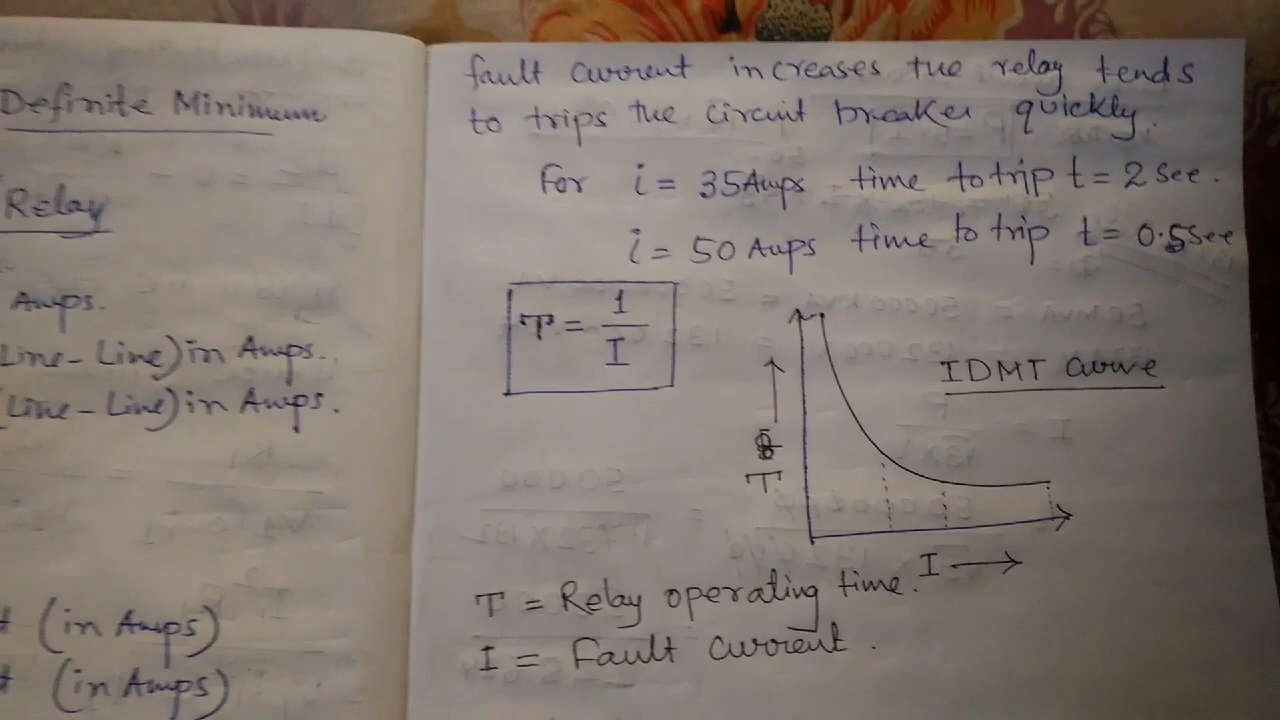 Definite Minimum
Relay
Amps.
Line-Line) in Amps.
(Line-Line) in Amps.
(in Amps)
(in Amps)
fault current increases the relay tends
to trips the circuit breaker quickly.
For i = 35Amps time to trip t = 2 sec.
i = 50 Amps time to trip t = 0.5sec
T = 1/I
IDMT curve
T
I
T = Relay operating time.
I = Fault current.